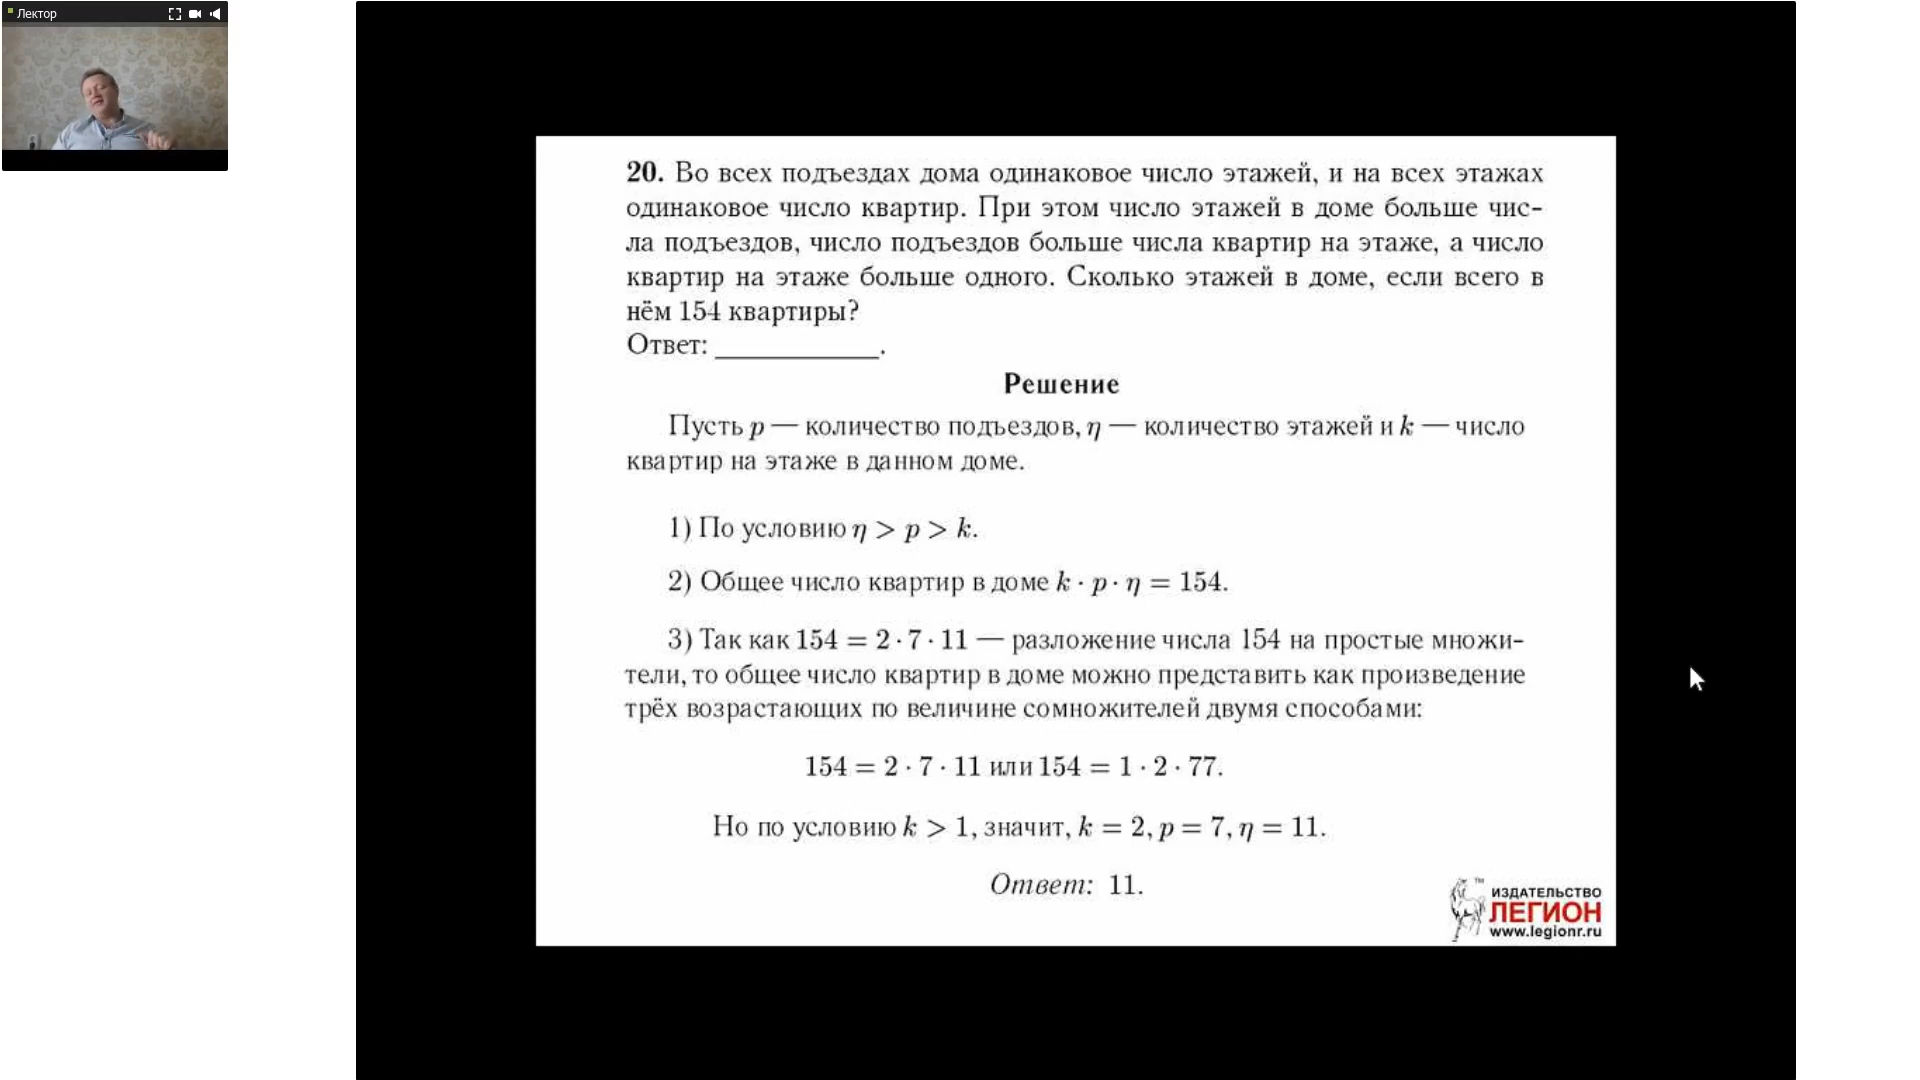 Лектор
20. Во всех подъездах дома одинаковое число этажей, и на всех этажах
одинаковое число квартир. При этом число этажей в доме больше чис-
ла подъездов, число подъездов больше числа квартир на этаже, а число
квартир на этаже больше одного. Сколько этажей в доме, если всего в
нём 154 квартиры?
Ответ: ____________.
Решение
Пусть p — количество подъездов, η — количество этажей и k — число
квартир на этаже в данном доме.
1) По условию η > p > k.
2) Общее число квартир в доме k · p · η = 154.
3) Так как 154 = 2 · 7 · 11 — разложение числа 154 на простые множи-
тели, то общее число квартир в доме можно представить как произведение
трёх возрастающих по величине сомножителей двумя способами:
154 = 2 · 7 · 11 или 154 = 1 · 2 · 77.
Но по условию k > 1, значит, k = 2, p = 7, η = 11.
Ответ: 11.
TM
ИЗДАТЕЛЬСТВО
ЛЕГИОН
www.legionr.ru